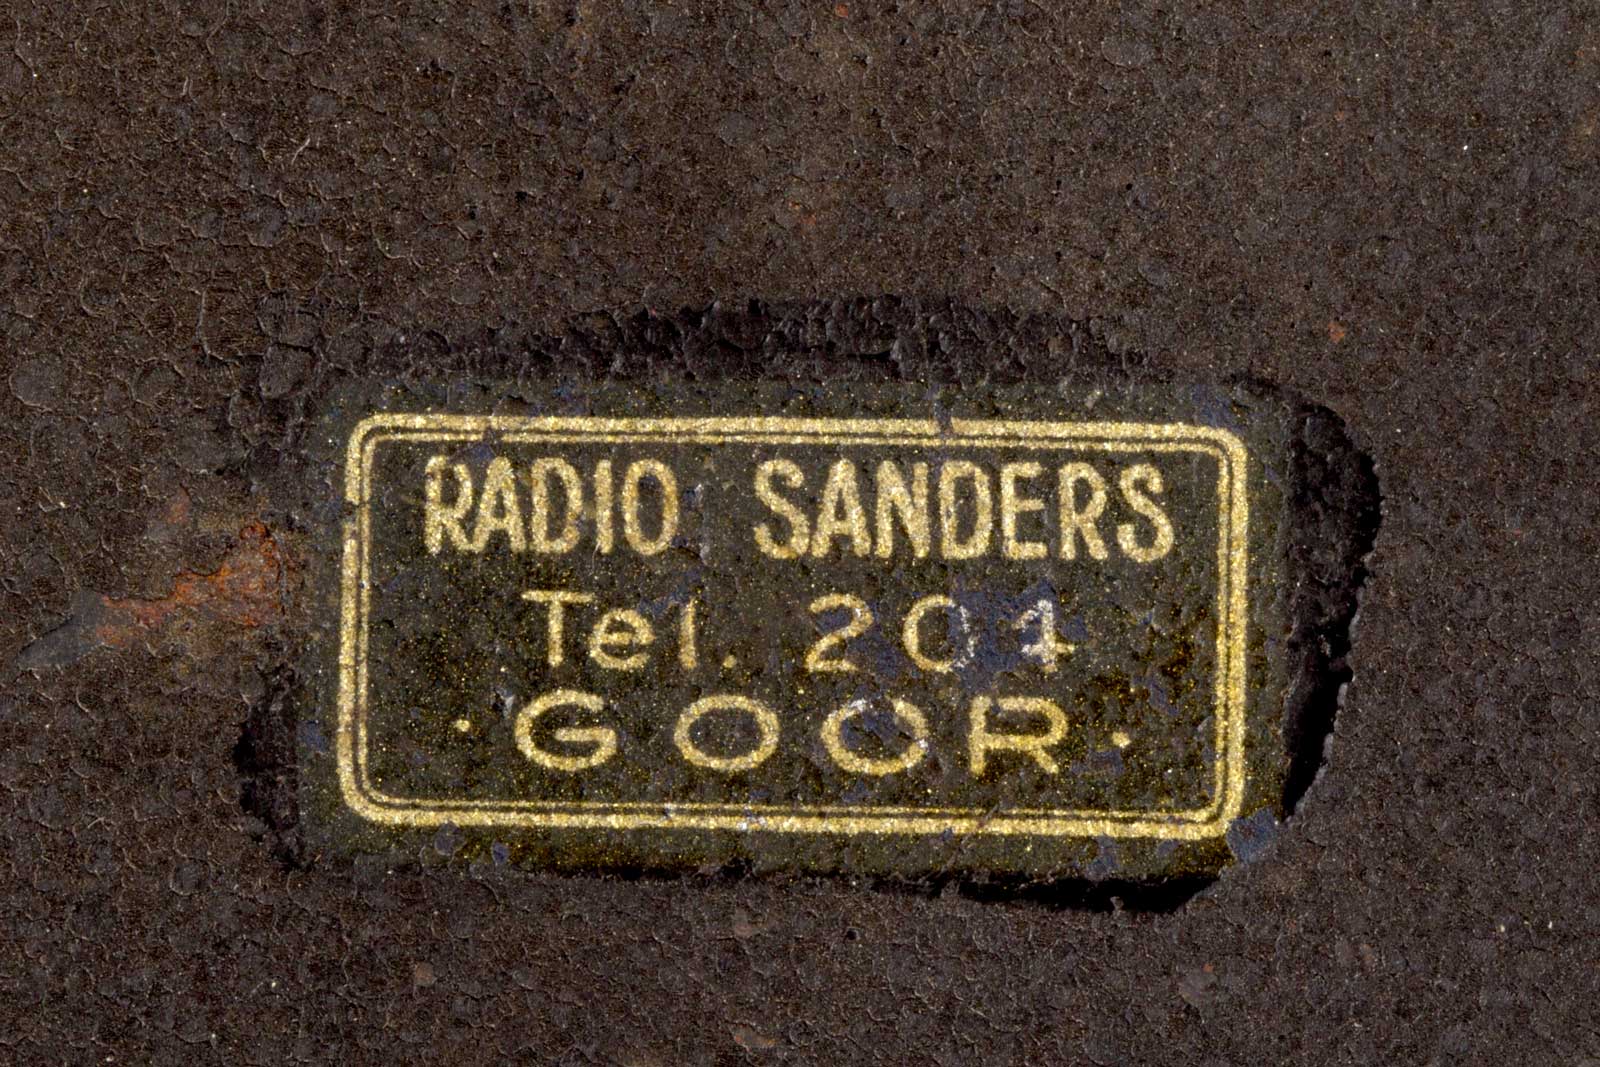 RADIO SANDERS
Tel. 204
· GOOR ·